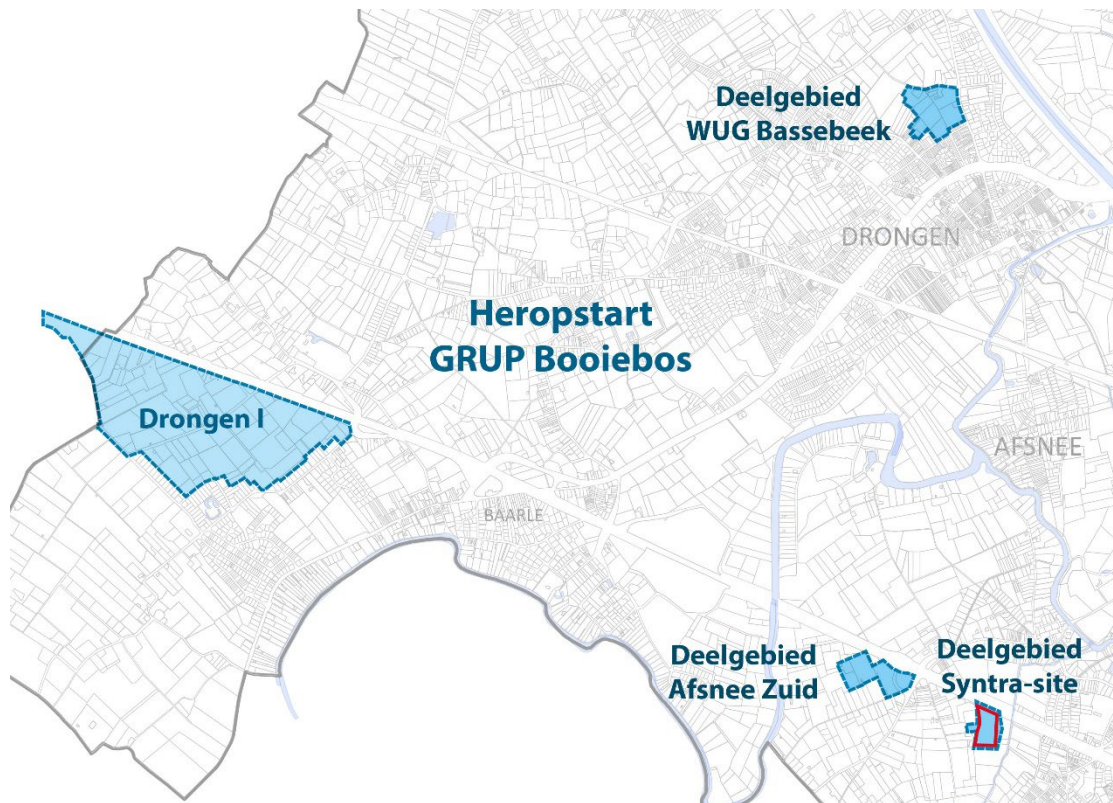 Deelgebied
WUG Bassebeek
DRONGEN
Heropstart
GRUP Booiebos
Drongen I
AFSNEE
BAARLE
Deelgebied
Afsnee Zuid
Deelgebied
Syntra-site